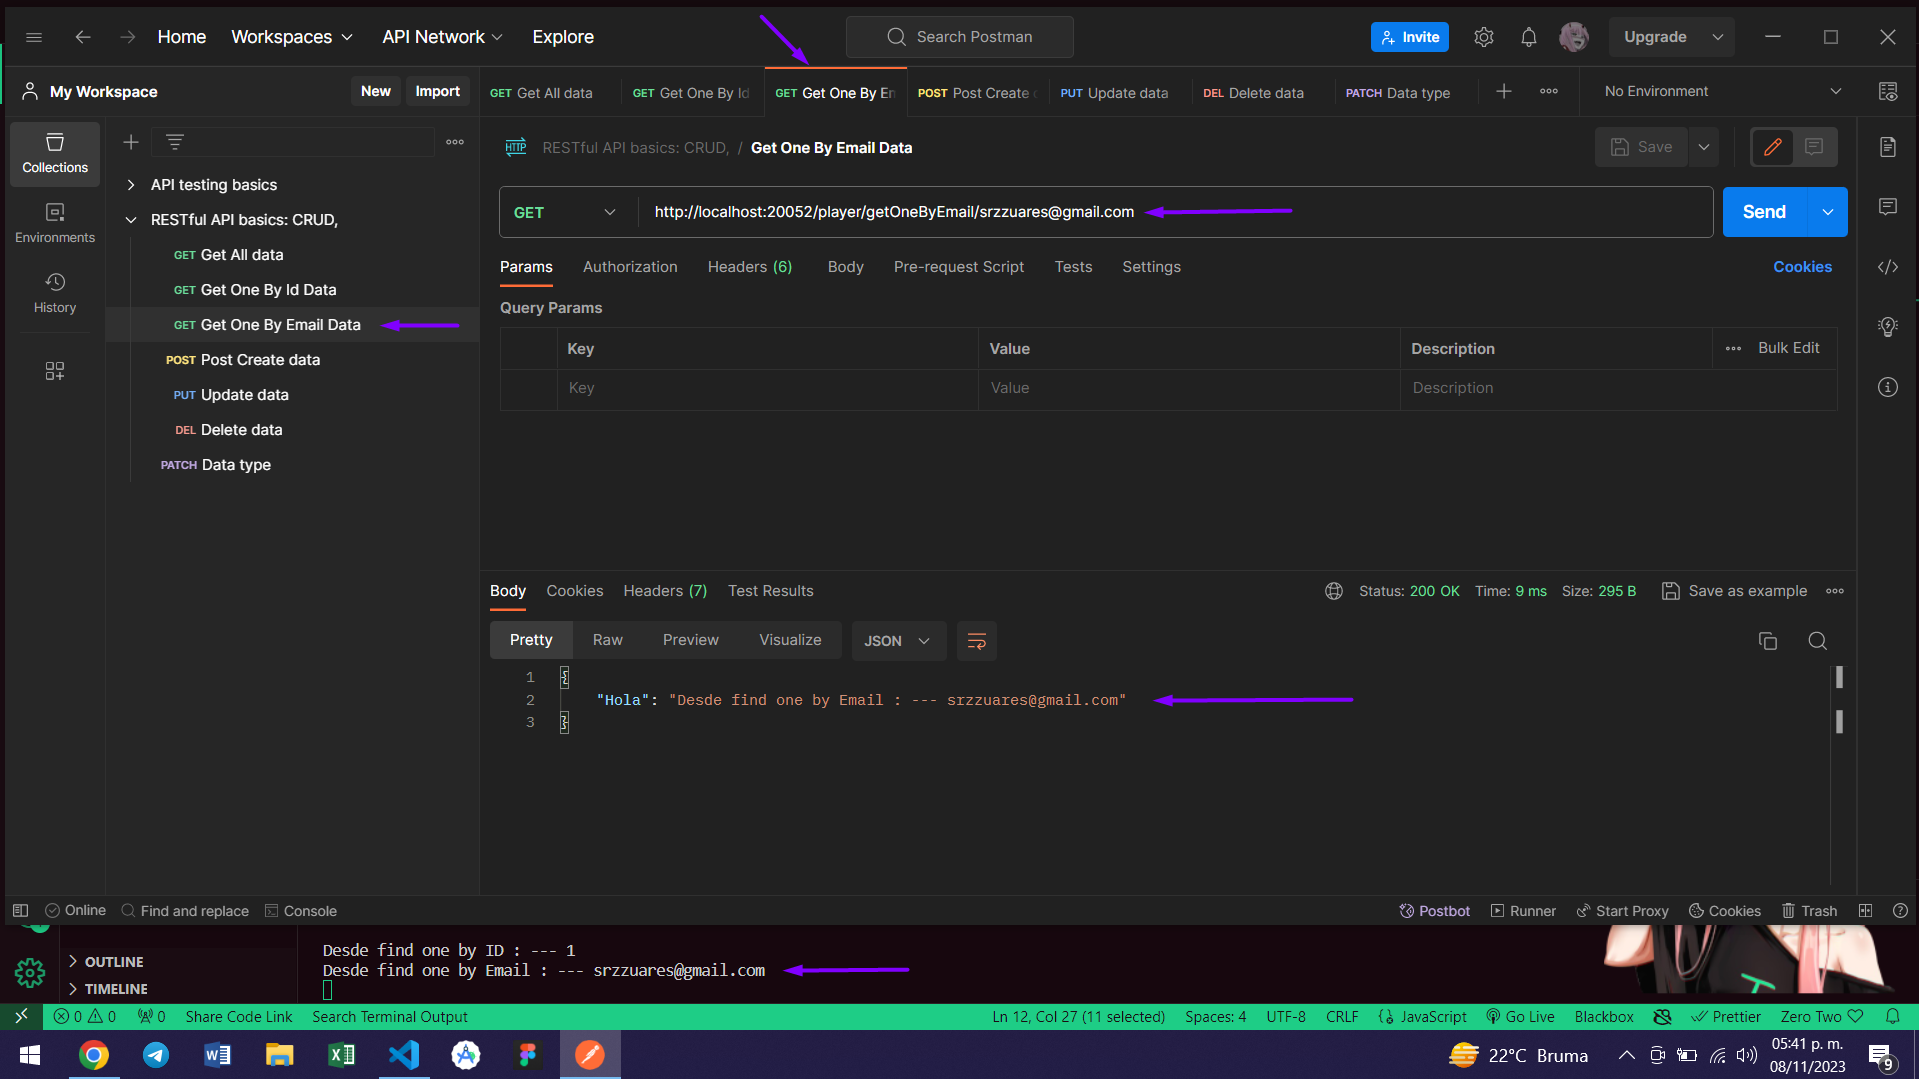 Home Workspaces API Network Explore Search Postman Invite Upgrade
My Workspace New Import
GET Get All data GET Get One By Id GET Get One By En POST Post Create PUT Update data DEL Delete data PATCH Data type No Environment
Collections
Environments
History
API testing basics
RESTful API basics: CRUD,
GET Get All data
GET Get One By Id Data
GET Get One By Email Data
POST Post Create data
PUT Update data
DEL Delete data
PATCH Data type
HTTP RESTful API basics: CRUD, / Get One By Email Data Save
GET http://localhost:20052/player/getOneByEmail/srzzuares@gmail.com Send
Params Authorization Headers (6) Body Pre-request Script Tests Settings Cookies
Query Params
Key Value Description Bulk Edit
Key Value Description
Body Cookies Headers (7) Test Results Status: 200 OK Time: 9 ms Size: 295 B Save as example
Pretty Raw Preview Visualize JSON
1 {
2 "Hola": "Desde find one by Email : --- srzzuares@gmail.com"
3 }
Online Find and replace Console Postbot Runner Start Proxy Cookies Trash
OUTLINE
TIMELINE
Desde find one by ID : --- 1
Desde find one by Email : --- srzzuares@gmail.com
0 0 0 Share Code Link Search Terminal Output Ln 12, Col 27 (11 selected) Spaces: 4 UTF-8 CRLF JavaScript Go Live Blackbox Prettier Zero Two
22°C Bruma 05:41 p. m.
08/11/2023 9